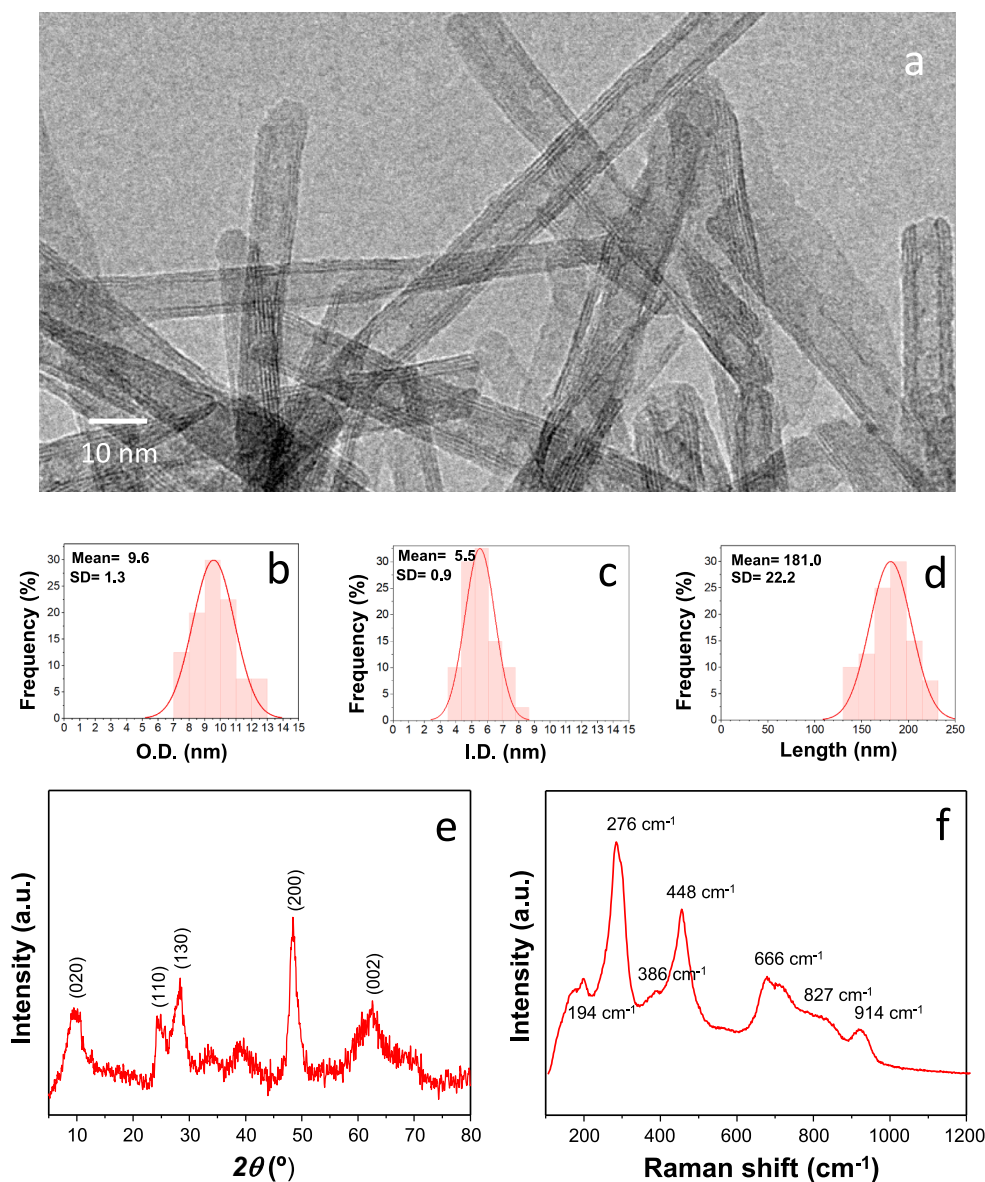 a
10 nm
b
Mean= 9.6
SD= 1.3
Frequency (%)
30
25
20
15
10
5
0
0 1 2 3 4 5 6 7 8 9 10 11 12 13 14 15
O.D. (nm)
c
Mean= 5.5
SD= 0.9
Frequency (%)
30
25
20
15
10
5
0
0 1 2 3 4 5 6 7 8 9 10 11 12 13 14 15
I.D. (nm)
d
Mean= 181.0
SD= 22.2
Frequency (%)
30
25
20
15
10
5
0
0 50 100 150 200 250
Length (nm)
e
Intensity (a.u.)
(020)
(110)
(130)
(200)
(002)
10 20 30 40 50 60 70 80
2θ (º)
f
Intensity (a.u.)
276 cm⁻¹
448 cm⁻¹
666 cm⁻¹
386 cm⁻¹
827 cm⁻¹
194 cm⁻¹
914 cm⁻¹
200 400 600 800 1000 1200
Raman shift (cm⁻¹)